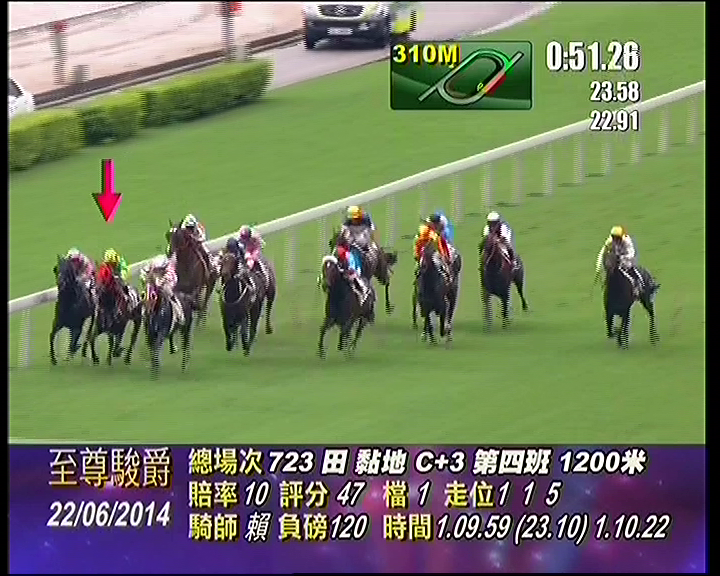 310M
0:51.26
23.58
22.91
至尊駿爵
22/06/2014
總場次 723 田 黏地 C+3 第四班 1200米
賠率 10 評分 47 檔 1 走位 1 1 5
騎師 賴 負磅 120 時間 1.09.59 (23.10) 1.10.22